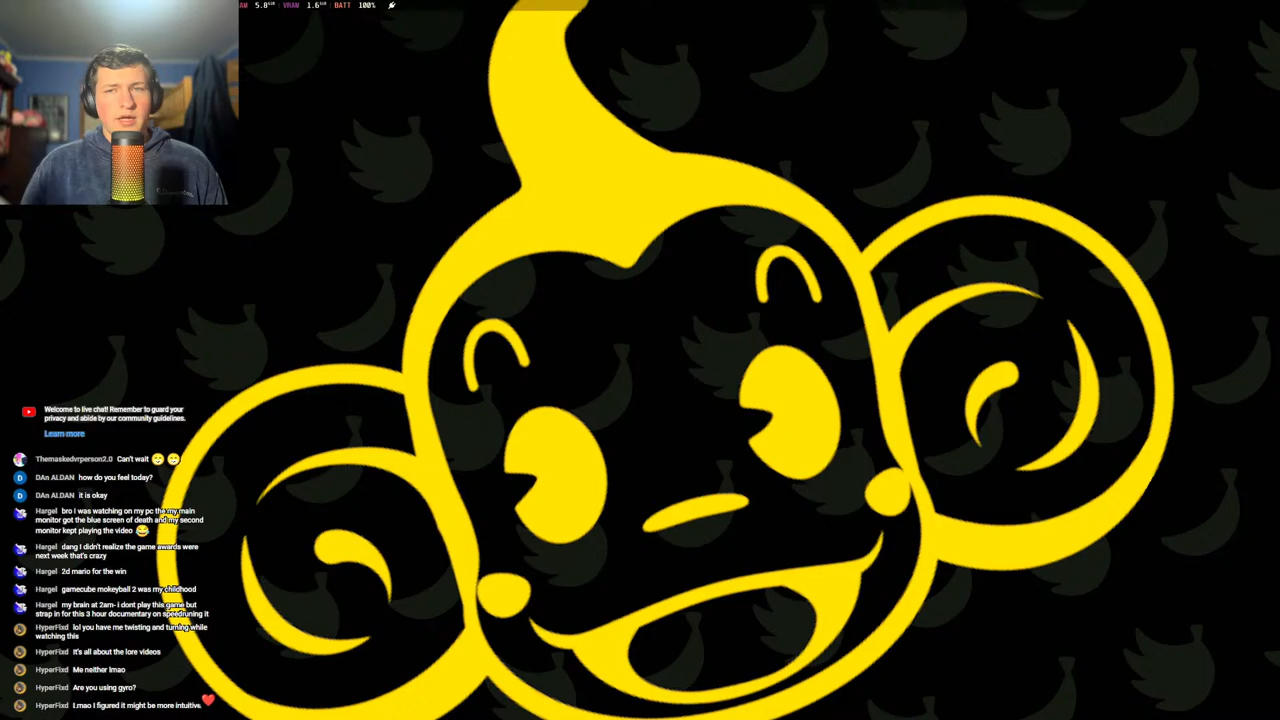 AM 5.8 GiB VRAM 1.6 GiB BATT 100%
Welcome to live chat! Remember to guard your
privacy and abide by our community guidelines.
Learn more
Themaskedvrperson2.0 Can't wait
DAn ALDAN how do you feel today?
DAn ALDAN it is okay
Hargel bro I was watching on my pc the my main
monitor got the blue screen of death and my second
monitor kept playing the video
Hargel dang I didn't realize the game awards were
next week that's crazy
Hargel 2d mario for the win
Hargel gamecube mokeyball 2 was my childhood
Hargel my brain at 2am- i dont play this game but
strap in for this 3 hour documentary on speedruning it
HyperFixd lol you have me twisting and turning while
watching this
HyperFixd It's all about the lore videos
HyperFixd Me neither lmao
HyperFixd Are you using gyro?
HyperFixd Lmao I figured it might be more intuitive